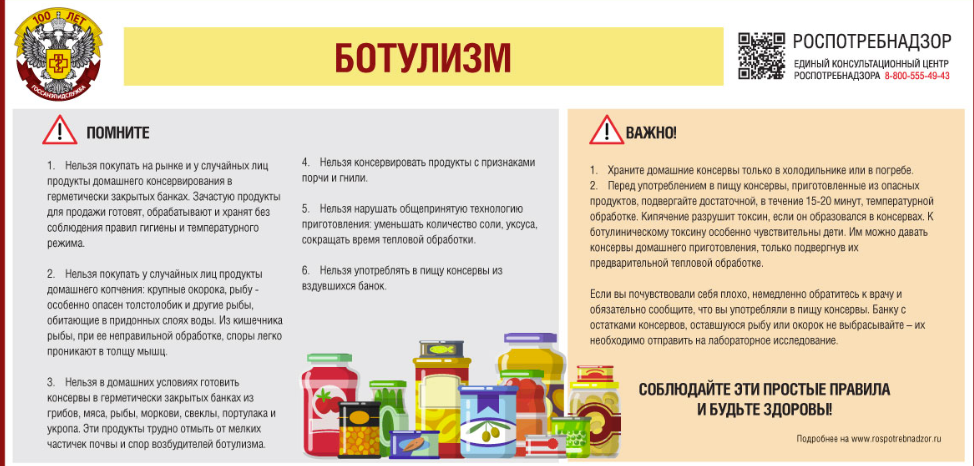 100 ЛЕТ
ГОССАНЭПИДСЛУЖБА
БОТУЛИЗМ
РОСПОТРЕБНАДЗОР
ЕДИНЫЙ КОНСУЛЬТАЦИОННЫЙ ЦЕНТР
РОСПОТРЕБНАДЗОРА 8-800-555-49-43
ПОМНИТЕ
1. Нельзя покупать на рынке и у случайных лиц
продукты домашнего консервирования в
герметически закрытых банках. Зачастую продукты
для продажи готовят, обрабатывают и хранят без
соблюдения правил гигиены и температурного
режима.
2. Нельзя покупать у случайных лиц продукты
домашнего копчения: крупные окорока, рыбу -
особенно опасен толстолобик и другие рыбы,
обитающие в придонных слоях воды. Из кишечника
рыбы, при ее неправильной обработке, споры легко
проникают в толщу мышц.
3. Нельзя в домашних условиях готовить
консервы в герметически закрытых банках из
грибов, мяса, рыбы, моркови, свеклы, портулака и
укропа. Эти продукты трудно отмыть от мелких
частичек почвы и спор возбудителей ботулизма.
4. Нельзя консервировать продукты с признаками
порчи и гнили.
5. Нельзя нарушать общепринятую технологию
приготовления: уменьшать количество соли, уксуса,
сокращать время тепловой обработки.
6. Нельзя употреблять в пищу консервы из
вздувшихся банок.
ВАЖНО!
1. Храните домашние консервы только в холодильнике или в погребе.
2. Перед употреблением в пищу консервы, приготовленные из опасных
продуктов, подвергайте достаточной, в течение 15-20 минут, температурной
обработке. Кипячение разрушит токсин, если он образовался в консервах. К
ботулиническому токсину особенно чувствительны дети. Им можно давать
консервы домашнего приготовления, только подвергнув их
предварительной тепловой обработке.
Если вы почувствовали себя плохо, немедленно обратитесь к врачу и
обязательно сообщите, что вы употребляли в пищу консервы. Банку с
остатками консервов, оставшуюся рыбу или окорок не выбрасывайте – их
необходимо отправить на лабораторное исследование.
СОБЛЮДАЙТЕ ЭТИ ПРОСТЫЕ ПРАВИЛА
И БУДЬТЕ ЗДОРОВЫ!
Подробнее на www.rospotrebnadzor.ru